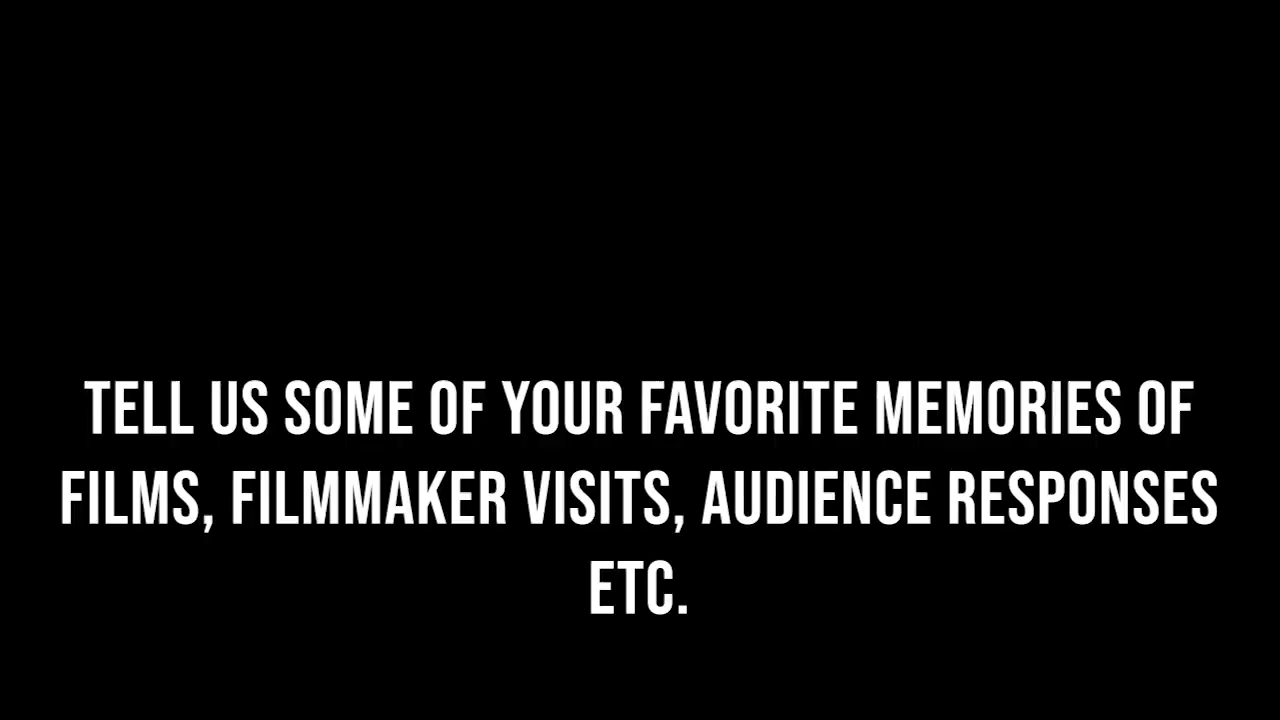 TELL US SOME OF YOUR FAVORITE MEMORIES OF
FILMS, FILMMAKER VISITS, AUDIENCE RESPONSES
ETC.